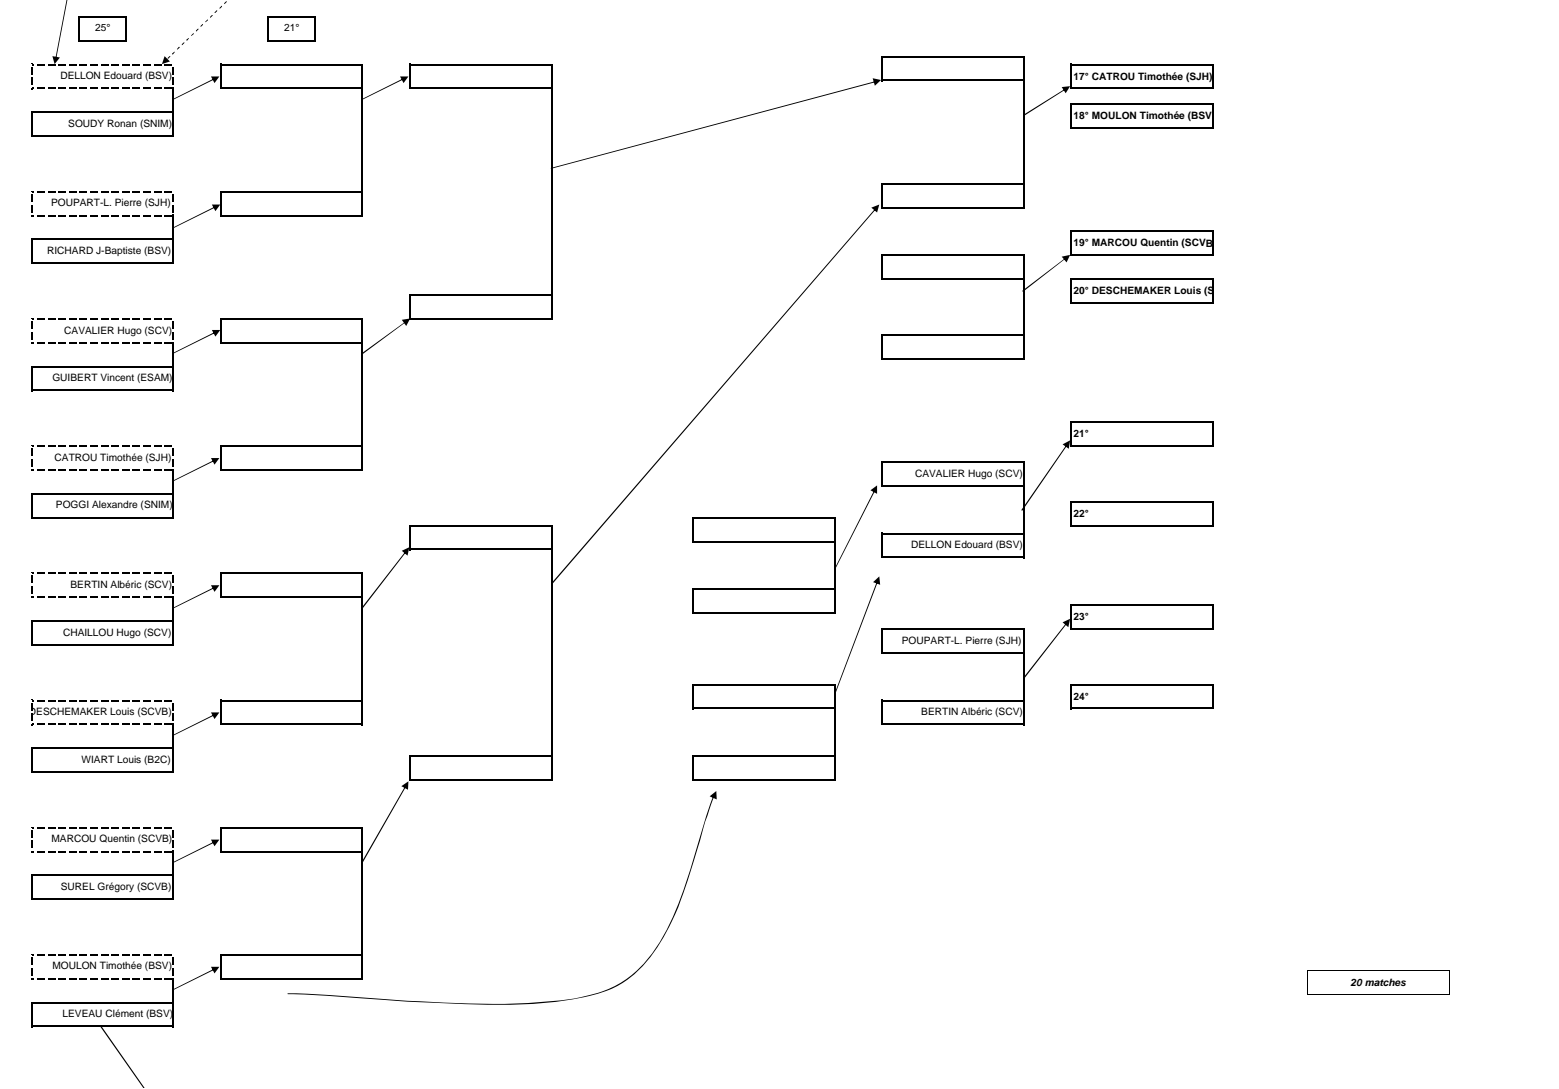 25°
21°
DELLON Edouard (BSV)
SOUDY Ronan (SNIM)
POUPART-L. Pierre (SJH)
RICHARD J-Baptiste (BSV)
CAVALIER Hugo (SCV)
GUIBERT Vincent (ESAM)
CATROU Timothée (SJH)
POGGI Alexandre (SNIM)
BERTIN Albéric (SCV)
CHAILLOU Hugo (SCV)
DESCHEMAKER Louis (SCVB)
WIART Louis (B2C)
MARCOU Quentin (SCVB)
SUREL Grégory (SCVB)
MOULON Timothée (BSV)
LEVEAU Clément (BSV)
CAVALIER Hugo (SCV)
DELLON Edouard (BSV)
POUPART-L. Pierre (SJH)
BERTIN Albéric (SCV)
17° CATROU Timothée (SJH)
18° MOULON Timothée (BSV
19° MARCOU Quentin (SCVB
20° DESCHEMAKER Louis (S
21°
22°
23°
24°
20 matches